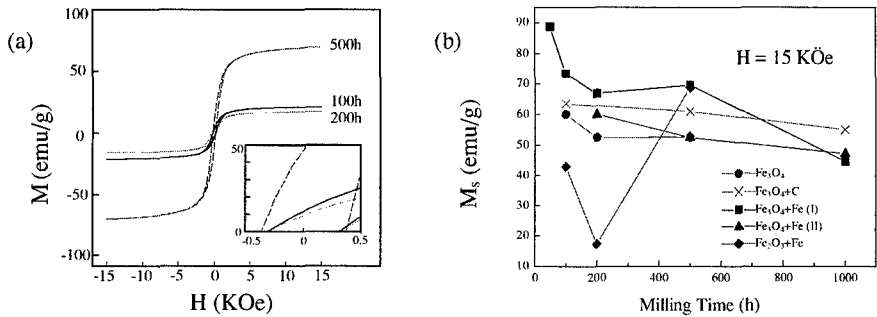 (a)
100
50
0
-50
-100
M (emu/g)
500h
100h
200h
50
0
-0.5
0.5
-15
-10
-5
0
5
10
15
H (KOe)
(b)
90
80
70
60
50
40
30
20
10
Ms (emu/g)
H = 15 KÖe
Fe3O4
Fe3O4+C
Fe3O4+Fe (I)
Fe3O4+Fe (II)
Fe2O3+Fe
0
200
400
600
800
1000
Milling Time (h)